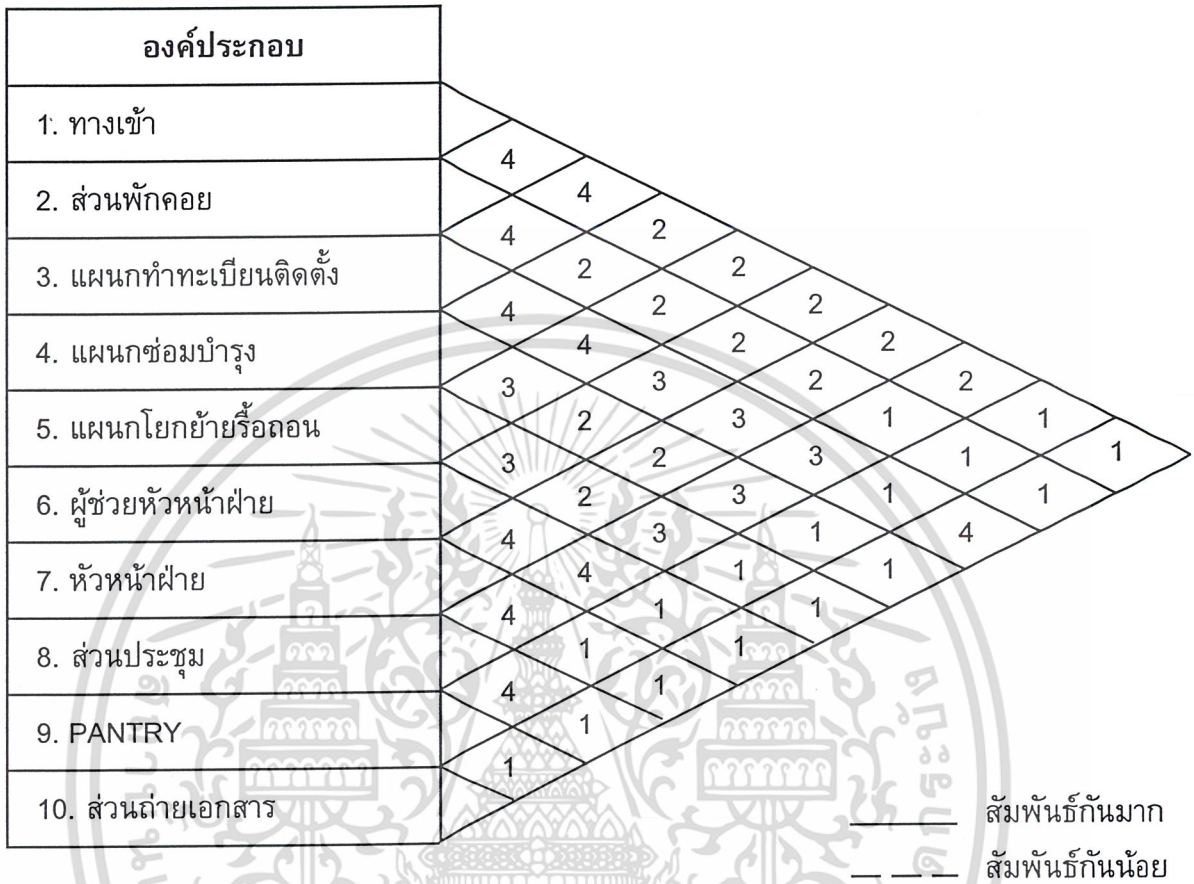 องค์ประกอบ
1. ทางเข้า
4
2. ส่วนพักคอย
4
4 2
3. แผนกทำทะเบียนติดตั้ง
2 2
4 2 2
4. แผนกซ่อมบำรุง
4 2 2
3 3 2 2
5. แผนกโยกย้ายรื้อถอน
2 3 1 1
3 2 3 1 1
6. ผู้ช่วยหัวหน้าฝ่าย
2 3 1 1
4 3 1 4
7. หัวหน้าฝ่าย
4 1 1
4 1 1
8. ส่วนประชุม
1 1
4 1
9. PANTRY
1
1
10. ส่วนถ่ายเอกสาร
สัมพันธ์กันมาก
สัมพันธ์กันน้อย